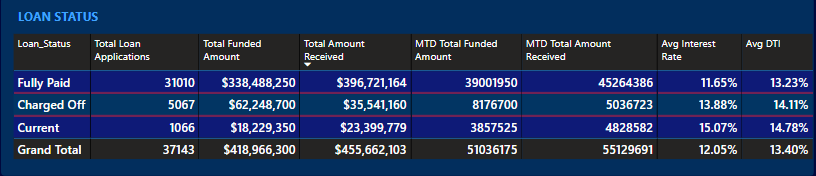 LOAN STATUS
Loan_Status Total Loan Applications Total Funded Amount Total Amount Received MTD Total Funded Amount MTD Total Amount Received Avg Interest Rate Avg DTI
Fully Paid 31010 $338,488,250 $396,721,164 39001950 45264386 11.65% 13.23%
Charged Off 5067 $62,248,700 $35,541,160 8176700 5036723 13.88% 14.11%
Current 1066 $18,229,350 $23,399,779 3857525 4828582 15.07% 14.78%
Grand Total 37143 $418,966,300 $455,662,103 51036175 55129691 12.05% 13.40%